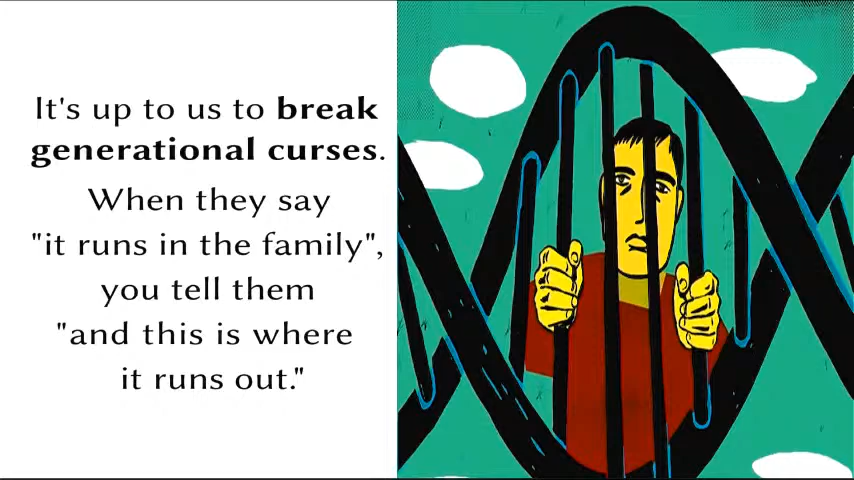 It's up to us to break
generational curses.
When they say
"it runs in the family",
you tell them
"and this is where
it runs out."